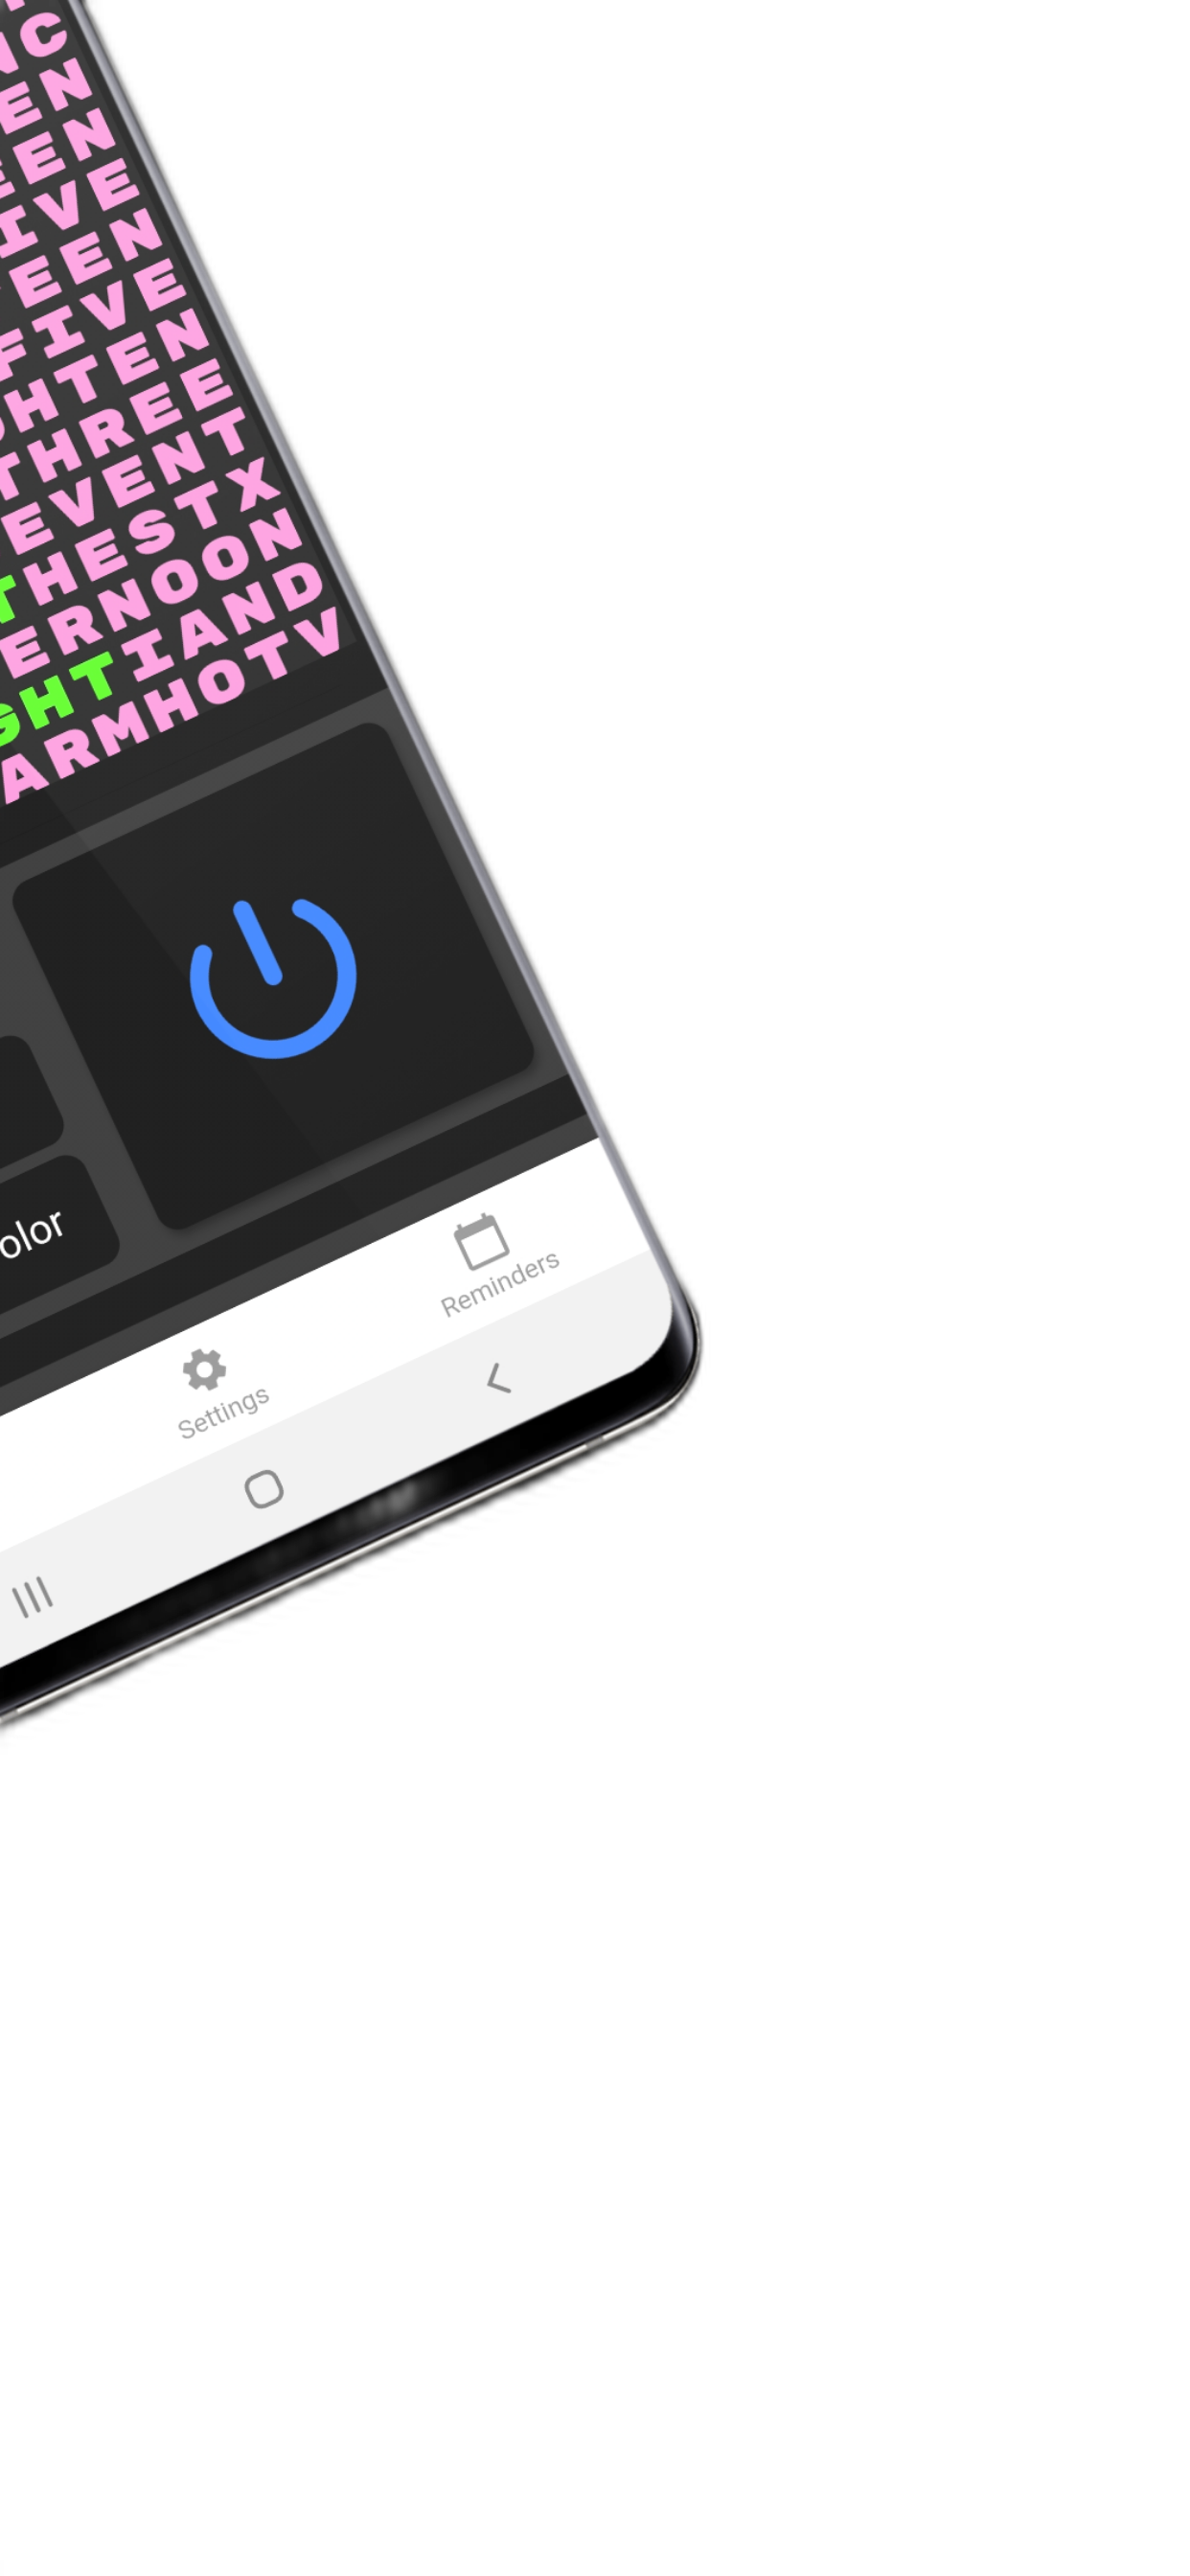 NC
EN
EEN
IVE
EEN
FIVE
HTEN
THREE
EVENT
THESTX
ERNOON
GHTIAND
ARMHOTV
olor
Settings
Reminders